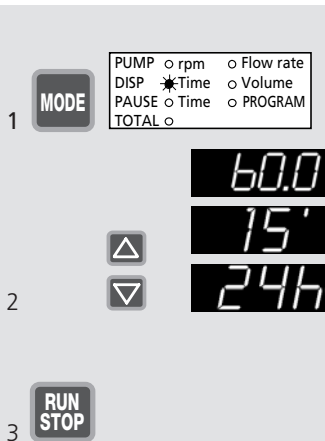 PUMP rpm Flow rate
DISP Time Volume
PAUSE Time PROGRAM
TOTAL
1 MODE
60.0
15'
24h
2
RUN
STOP
3